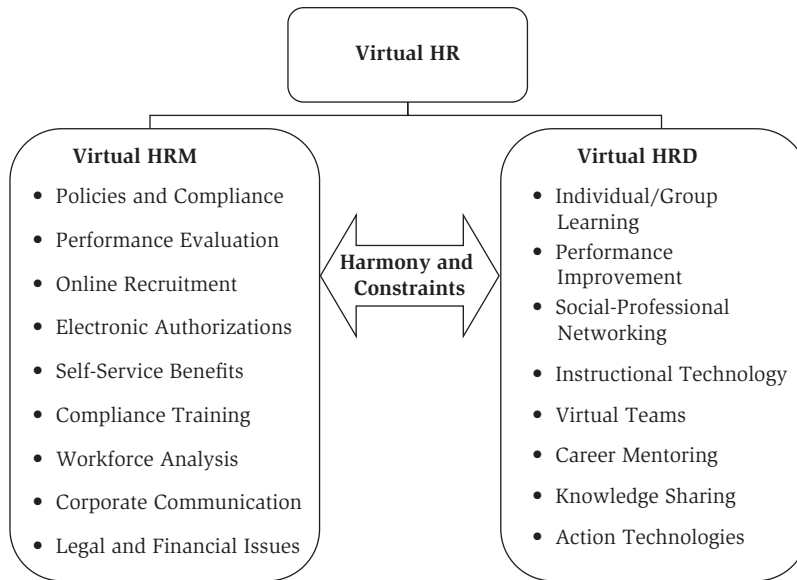 Virtual HR
Virtual HRM
• Policies and Compliance
• Performance Evaluation
• Online Recruitment
• Electronic Authorizations
• Self-Service Benefits
• Compliance Training
• Workforce Analysis
• Corporate Communication
• Legal and Financial Issues
Harmony and
Constraints
Virtual HRD
• Individual/Group
Learning
• Performance
Improvement
• Social-Professional
Networking
• Instructional Technology
• Virtual Teams
• Career Mentoring
• Knowledge Sharing
• Action Technologies